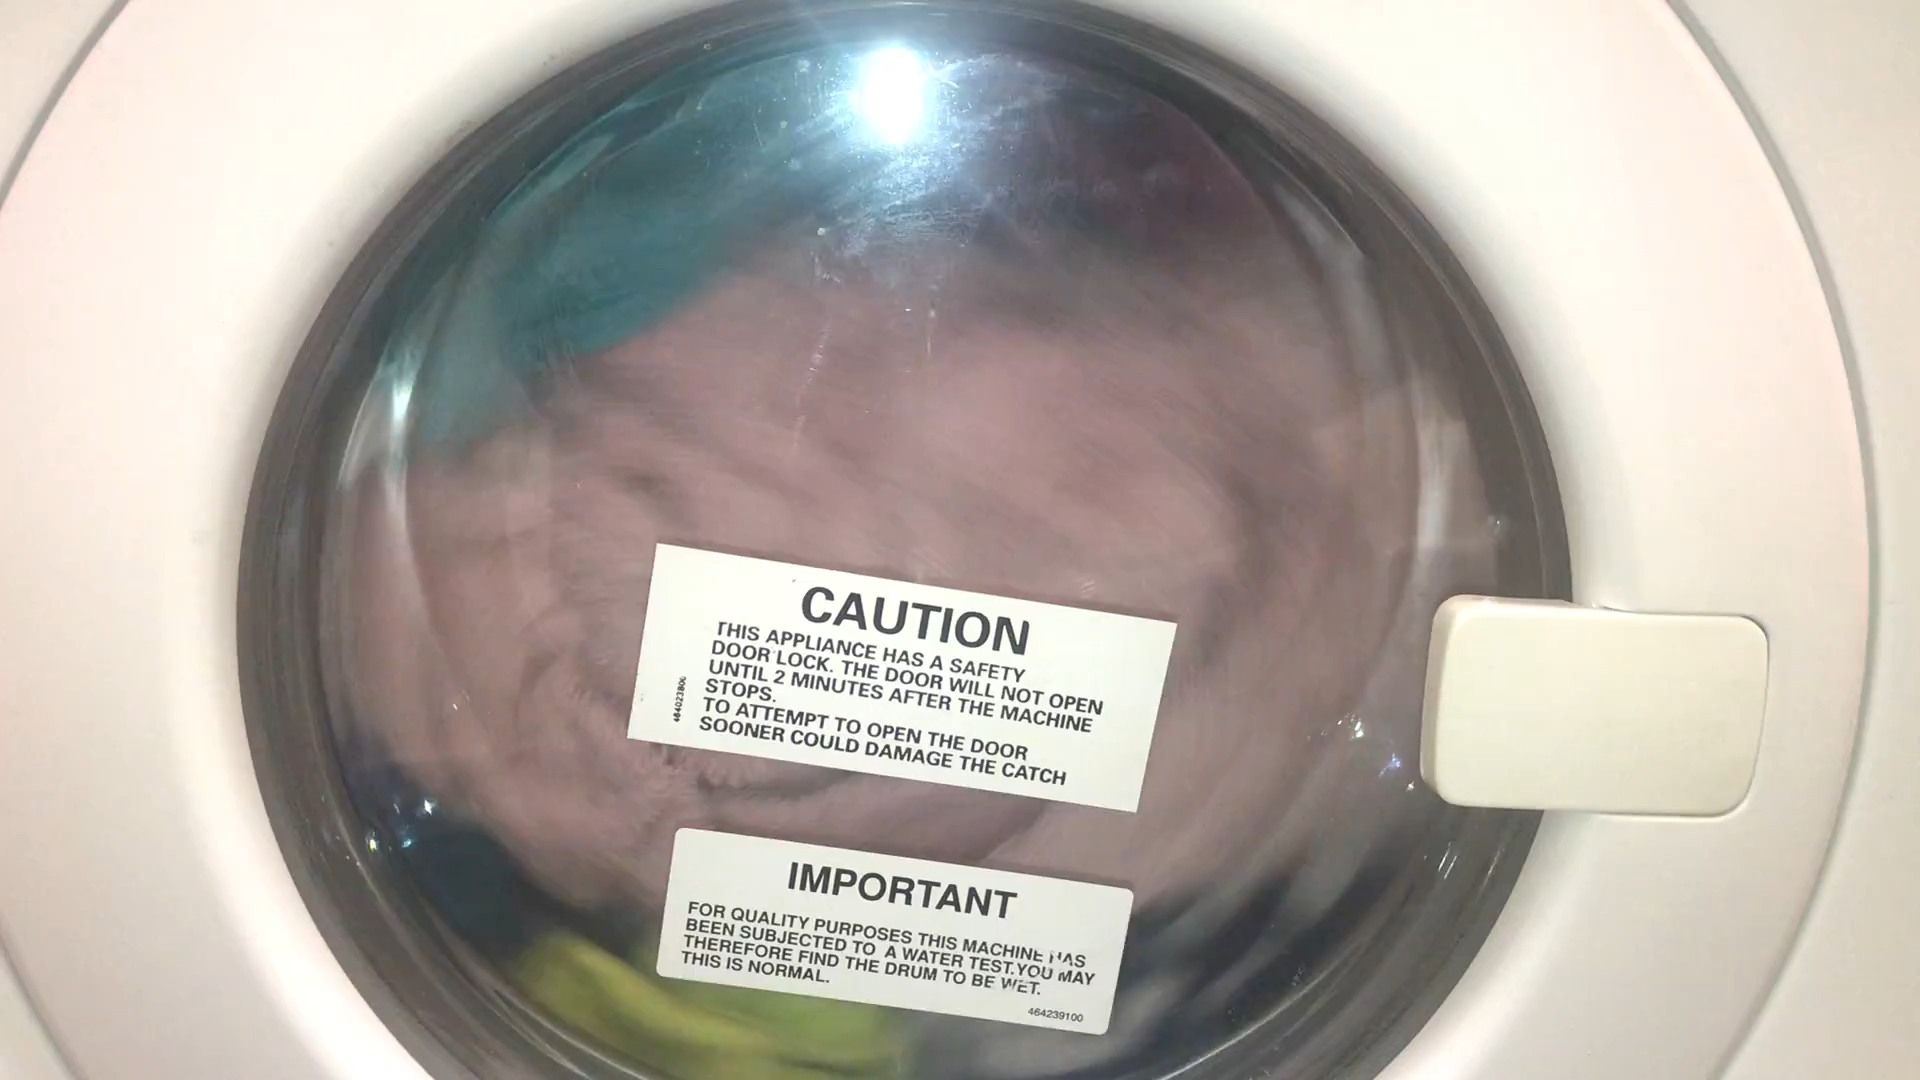 CAUTION
THIS APPLIANCE HAS A SAFETY
DOOR LOCK. THE DOOR WILL NOT OPEN
UNTIL 2 MINUTES AFTER THE MACHINE
STOPS.
TO ATTEMPT TO OPEN THE DOOR
SOONER COULD DAMAGE THE CATCH
IMPORTANT
FOR QUALITY PURPOSES THIS MACHINE HAS
BEEN SUBJECTED TO A WATER TEST.YOU MAY
THEREFORE FIND THE DRUM TO BE WET.
THIS IS NORMAL.
464239100